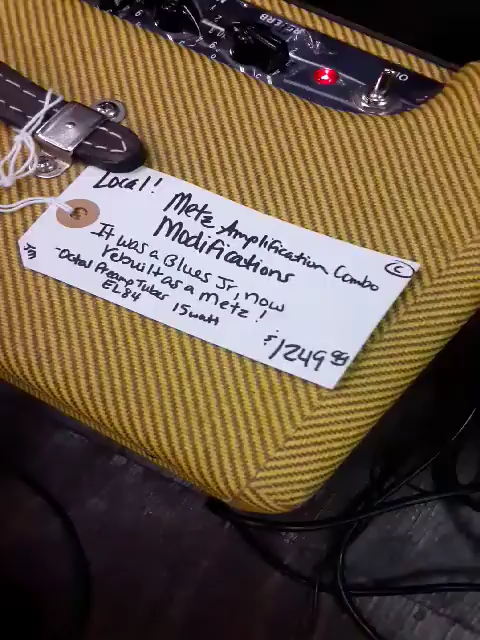 REVERB
Local!
Metz Amplification Combo
Modifications
It was a Blues Jr, now
rebuilt as a Metz!
-Octal Preamp Tubes 15watt
EL84
$1249.99
C